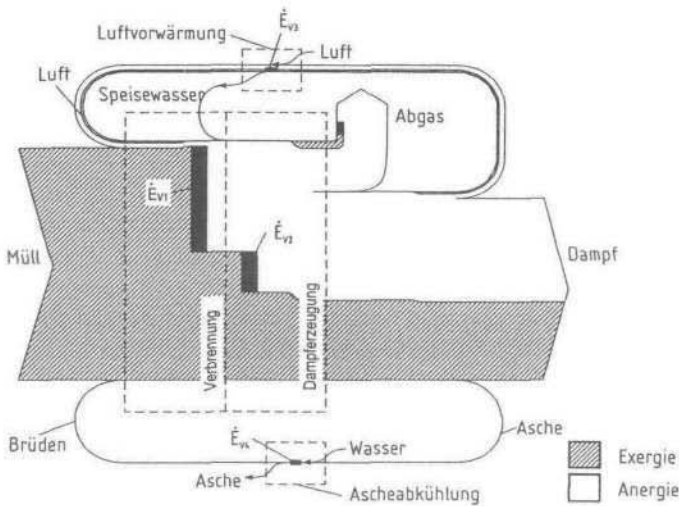 Ė_V3
Luftvorwärmung
Luft
Luft
Speisewasser
Abgas
Ė_V1
Ė_V2
Müll
Dampf
Verbrennung
Dampferzeugung
Brüden
Ė_V4
Wasser
Asche
Asche
Ascheabkühlung
Exergie
Anergie